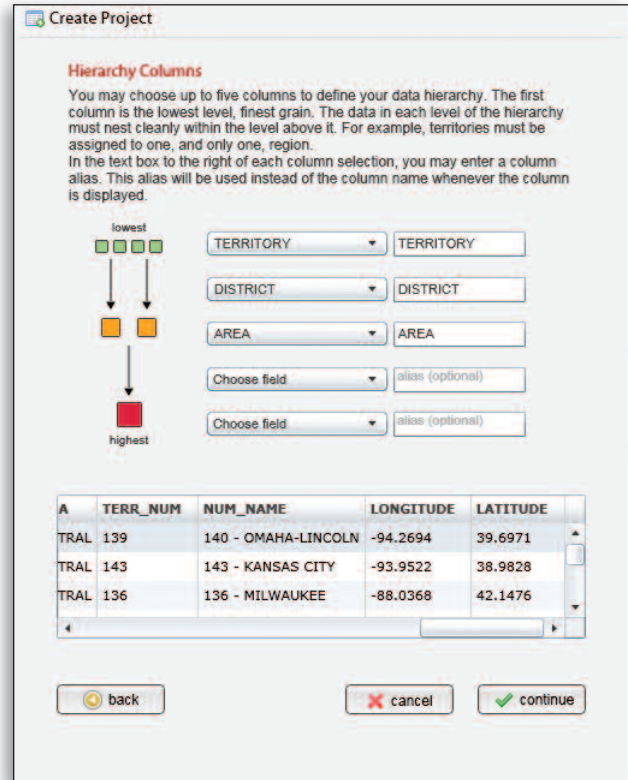 Create Project
Hierarchy Columns
You may choose up to five columns to define your data hierarchy. The first
column is the lowest level, finest grain. The data in each level of the hierarchy
must nest cleanly within the level above it. For example, territories must be
assigned to one, and only one, region.
In the text box to the right of each column selection, you may enter a column
alias. This alias will be used instead of the column name whenever the column
is displayed.
lowest
TERRITORY TERRITORY
DISTRICT DISTRICT
AREA AREA
Choose field alias (optional)
Choose field alias (optional)
highest
A TERR_NUM NUM_NAME LONGITUDE LATITUDE
TRAL 139 140 - OMAHA-LINCOLN -94.2694 39.6971
TRAL 143 143 - KANSAS CITY -93.9522 38.9828
TRAL 136 136 - MILWAUKEE -88.0368 42.1476
back cancel continue